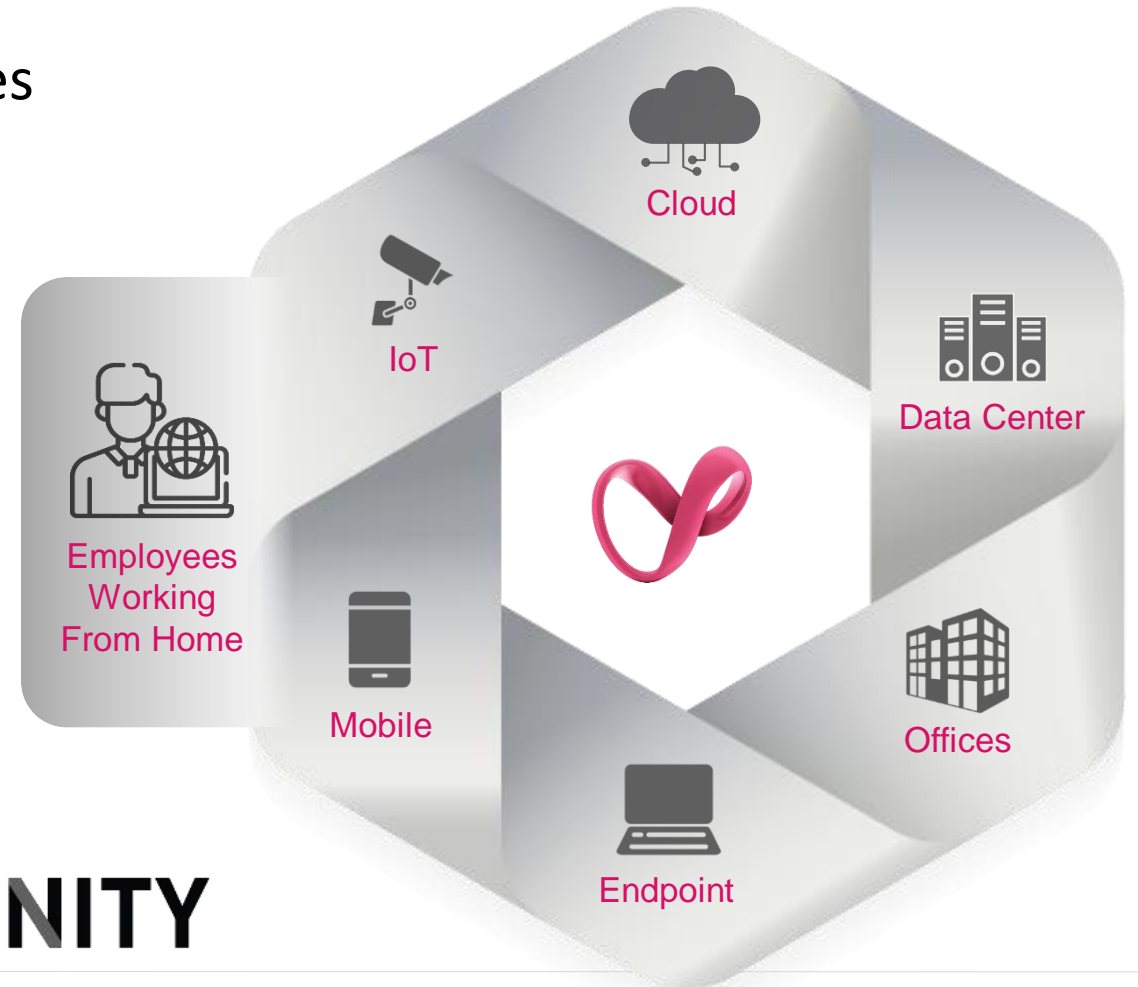 es
Cloud
IoT
Data Center
Employees
Working
From Home
Mobile
Offices
Endpoint
NITY